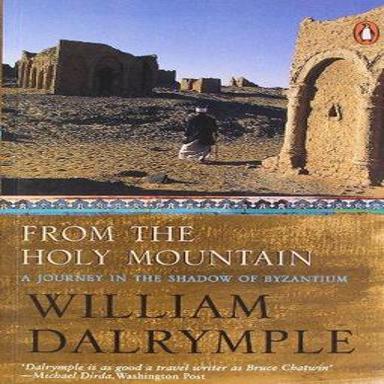 FROM THE
HOLY MOUNTAIN
A JOURNEY IN THE SHADOW OF BYZANTIUM
WILLIAM
DALRYMPLE
'Dalrymple is as good a travel writer as Bruce Chatwin'
—Michael Dirda, Washington Post